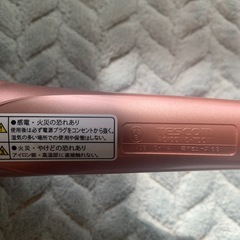 ・感電・火災の恐れあり
使用後は必ず電源プラグをコンセントから抜く。
湿気の多い場所での使用や保管はしない。
・火災・やけどの恐れあり
アイロン部・高温部に直接触れない。
TESCOM